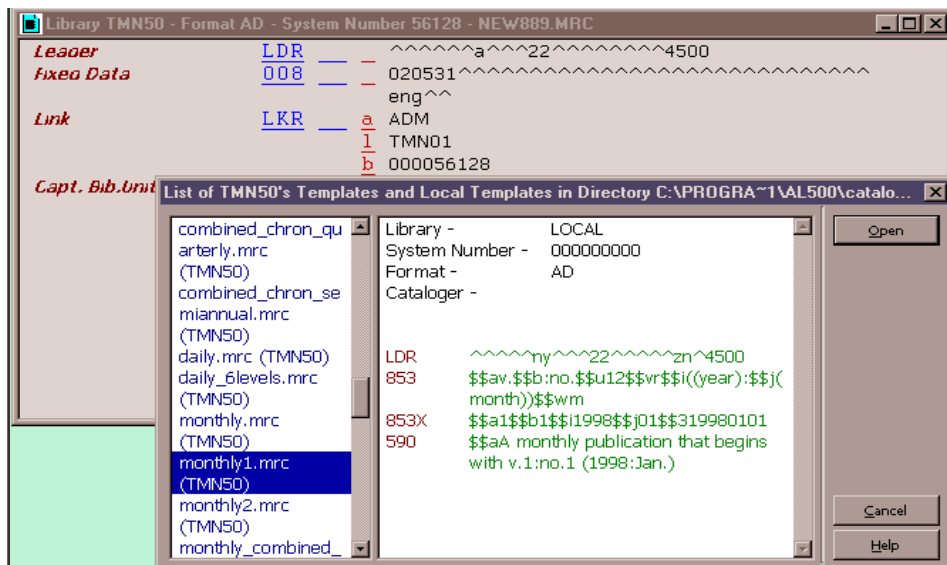 Library TMN50 - Format AD - System Number 56128 - NEW889.MRC
Leader LDR ^^^^^^a^^^22^^^^^^^^4500
Fixed Data 008 020531^^^^^^^^^^^^^^^^^^^^^^^^^^^^^
eng^^
Link LKR a ADM
l TMN01
b 000056128
Capt. Bib.Unit
List of TMN50's Templates and Local Templates in Directory C:\PROGRA~1\AL500\catalo...
combined_chron_qu
arterly.mrc
(TMN50)
combined_chron_se
miannual.mrc
(TMN50)
daily.mrc (TMN50)
daily_6levels.mrc
(TMN50)
monthly.mrc
(TMN50)
monthly1.mrc
(TMN50)
monthly2.mrc
(TMN50)
monthly_combined_
Library - LOCAL
System Number - 000000000
Format - AD
Cataloger -
LDR ^^^^^ny^^^22^^^^^zn^4500
853 $$av.$$b:no.$$u12$$vr$$i((year):$$j(
month))$$wm
853X $$a1$$b1$$i1998$$j01$$319980101
590 $$aA monthly publication that begins
with v.1:no.1 (1998:Jan.)
Open
Cancel
Help